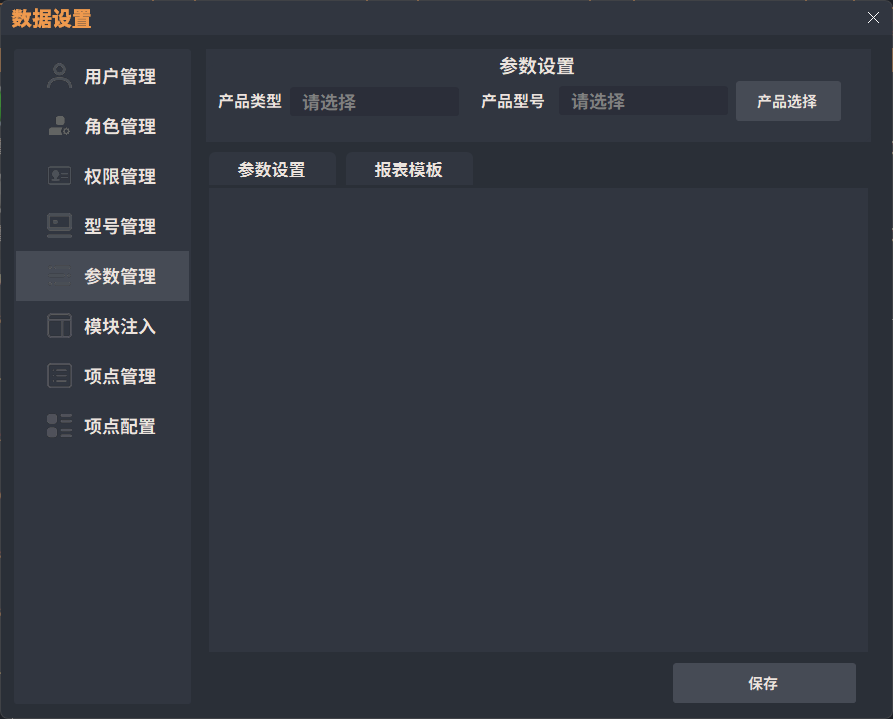 数据设置
用户管理
角色管理
权限管理
型号管理
参数管理
模块注入
项点管理
项点配置
参数设置
产品类型 请选择 产品型号 请选择 产品选择
参数设置 报表模板
保存